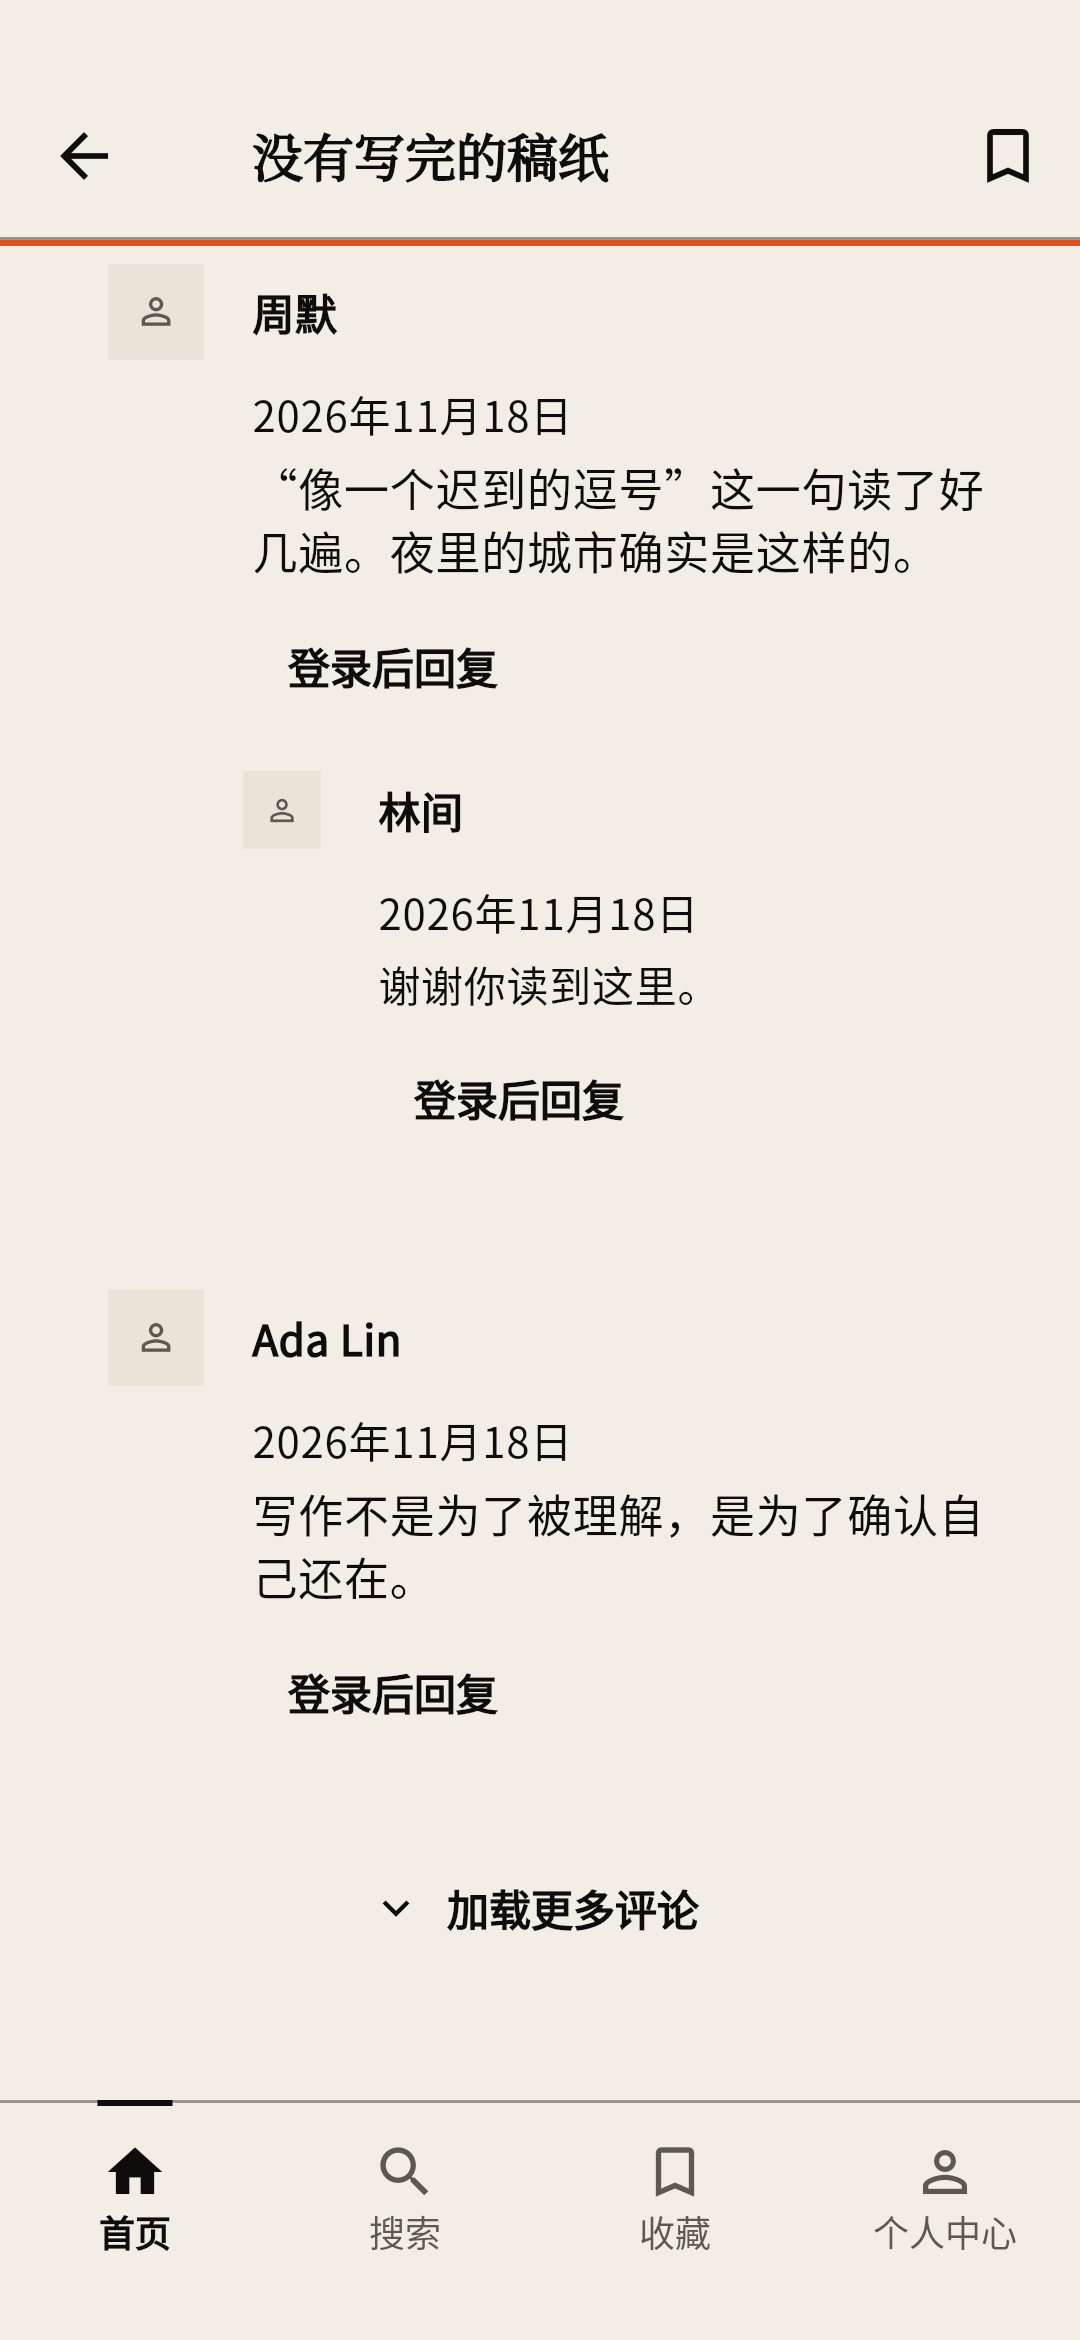 没有写完的稿纸
周默
2026年11月18日
“像一个迟到的逗号”这一句读了好
几遍。夜里的城市确实是这样的。
登录后回复
林间
2026年11月18日
谢谢你读到这里。
登录后回复
Ada Lin
2026年11月18日
写作不是为了被理解，是为了确认自
己还在。
登录后回复
加载更多评论
首页
搜索
收藏
个人中心